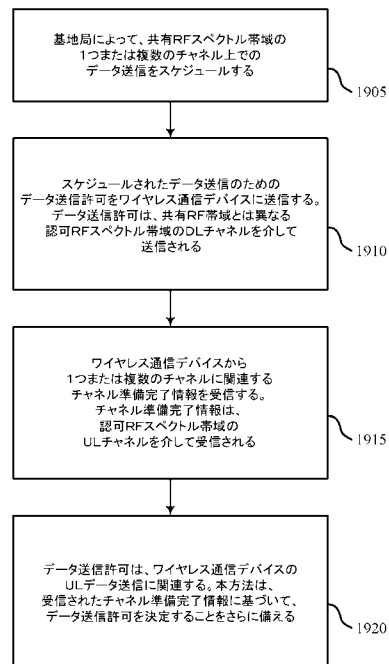 基地局によって、共有RFスペクトル帯域の
1つまたは複数のチャネル上での
データ送信をスケジュールする
1905
スケジュールされたデータ送信のための
データ送信許可をワイヤレス通信デバイスに送信する。
データ送信許可は、共有RF帯域とは異なる
認可RFスペクトル帯域のDLチャネルを介して
送信される
1910
ワイヤレス通信デバイスから
1つまたは複数のチャネルに関連する
チャネル準備完了情報を受信する。
チャネル準備完了情報は、
認可RFスペクトル帯域の
ULチャネルを介して受信される
1915
データ送信許可は、ワイヤレス通信デバイスの
ULデータ送信に関連する。本方法は、
受信されたチャネル準備完了情報に基づいて、
データ送信許可を決定することをさらに備える
1920